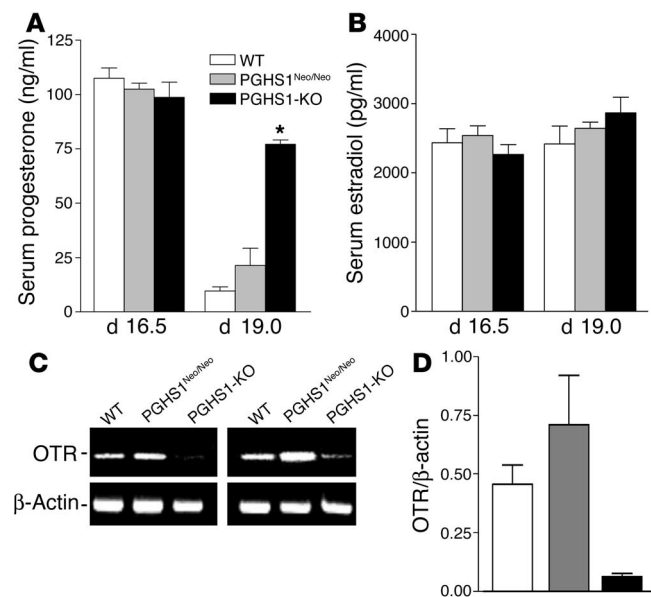 A
Serum progesterone (ng/ml)
125
100
75
50
25
0
WT
PGHS1Neo/Neo
PGHS1-KO
*
d 16.5
d 19.0
B
Serum estradiol (pg/ml)
4000
3000
2000
1000
0
d 16.5
d 19.0
C
WT
PGHS1Neo/Neo
PGHS1-KO
WT
PGHS1Neo/Neo
PGHS1-KO
OTR-
β-Actin-
D
OTR/β-actin
1.00
0.75
0.50
0.25
0.00